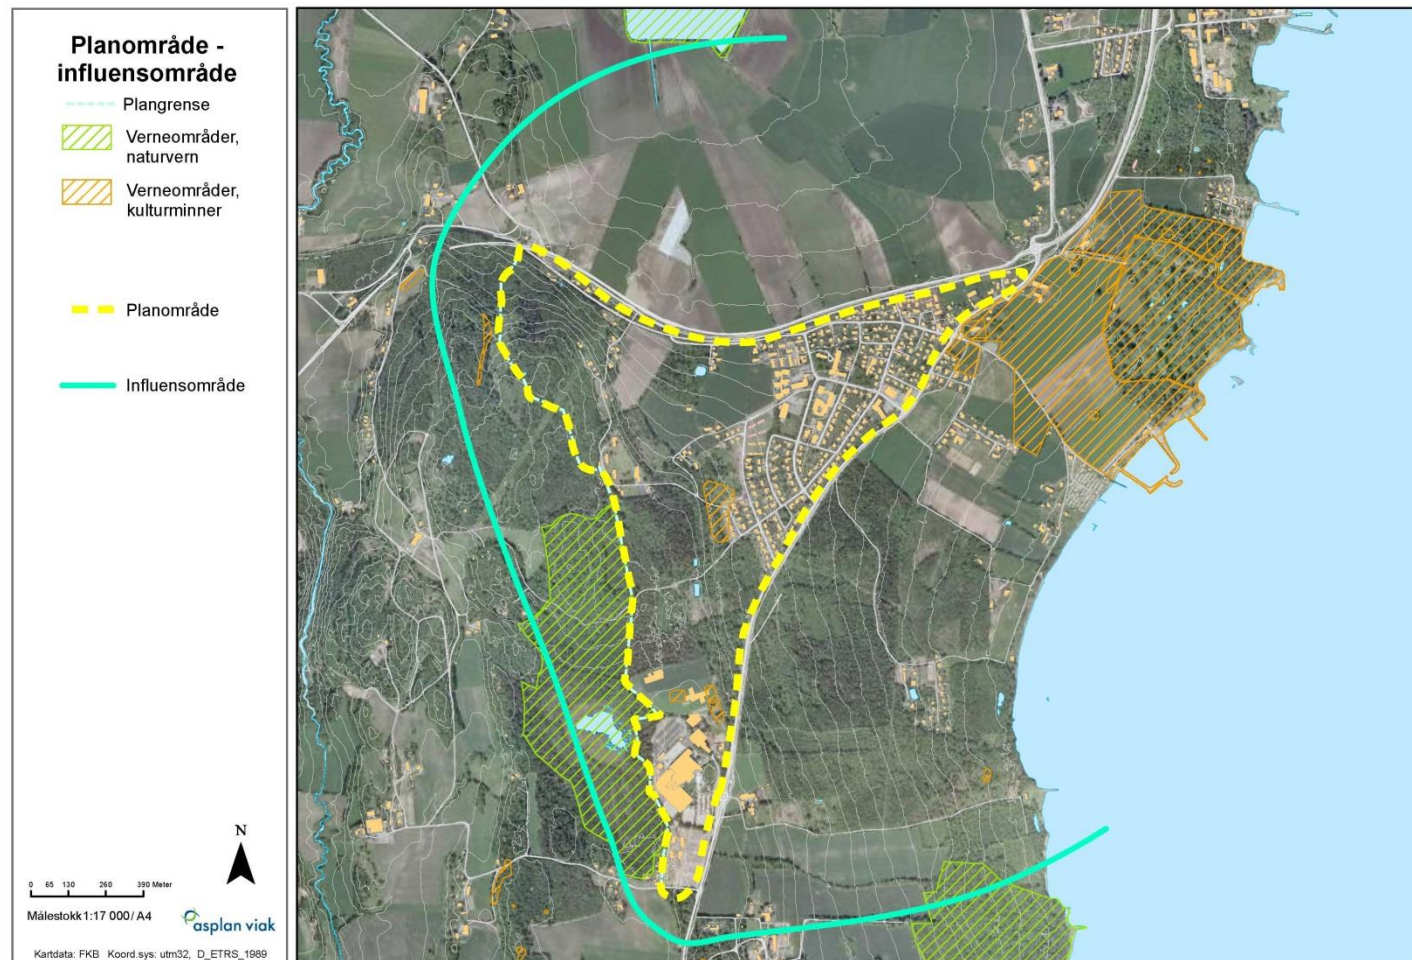 Planområde -
influensområde
Plangrense
Verneområder,
naturvern
Verneområder,
kulturminner
Planområde
Influensområde
N
0 65 130 260 390 Meter
Målestokk 1:17 000/ A4
asplan viak
Kartdata: FKB Koord.sys: utm32, D_ETRS_1989